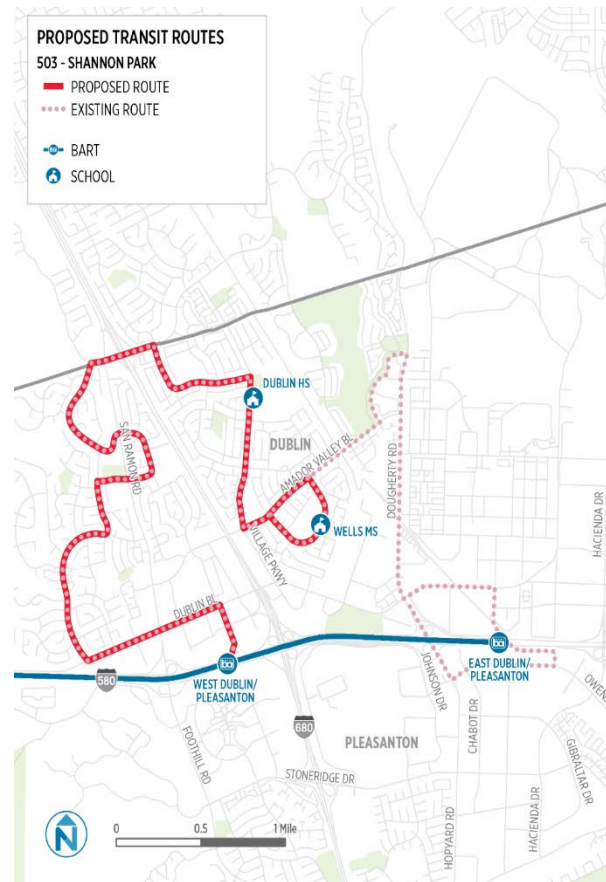 PROPOSED TRANSIT ROUTES
503 - SHANNON PARK
PROPOSED ROUTE
EXISTING ROUTE
BART
SCHOOL
DUBLIN HS
DUBLIN
SAN RAMON RD
AMADOR VALLEY BL
DOUGHERTY RD
HACIENDA DR
WELLS MS
VILLAGE PKWY
DUBLIN BL
WEST DUBLIN/
PLEASANTON
EAST DUBLIN/
PLEASANTON
580
JOHNSON DR
OWENS
680
CHABOT DR
FOOTHILL RD
PLEASANTON
GIBRALTAR DR
STONERIDGE DR
HOPYARD RD
HACIENDA DR
N
0 0.5 1 Mile